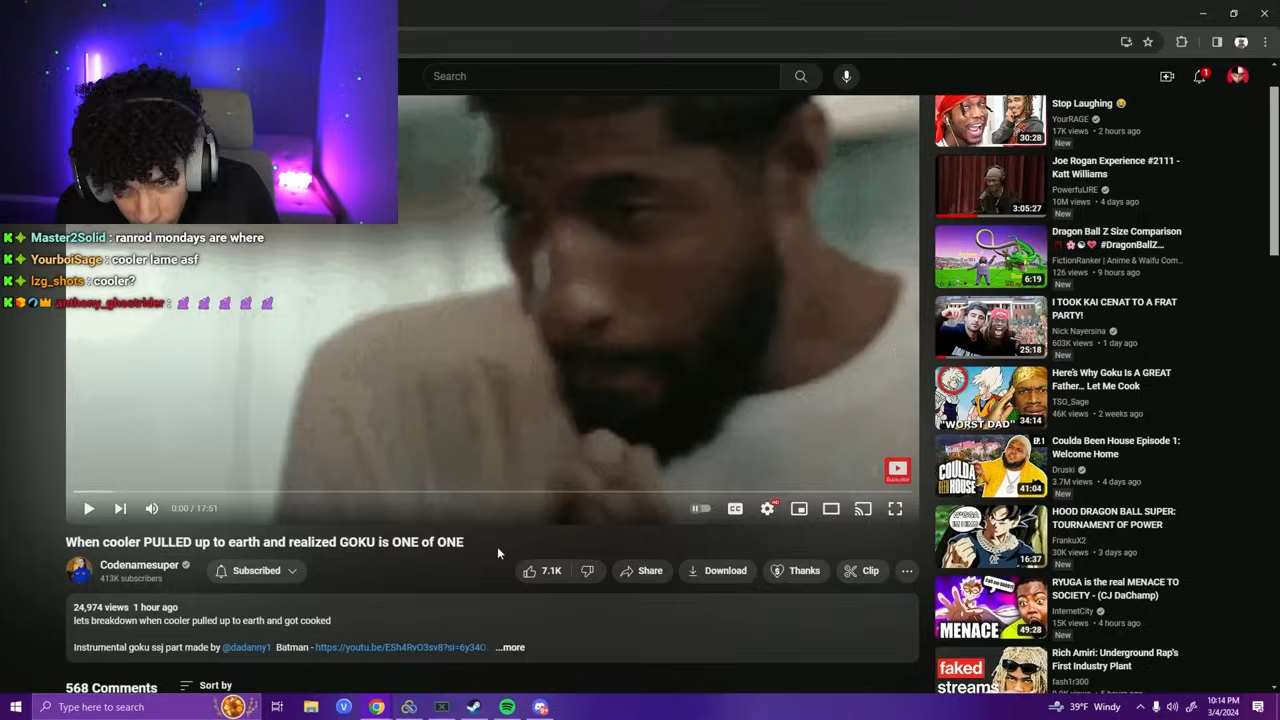 Search
1
Master2Solid : ranrod mondays are where
YourboiSage : cooler lame asf
lzg_shots : cooler?
anthony_ghostrider :
Subscribe
0:00 / 17:51
CC
HD
When cooler PULLED up to earth and realized GOKU is ONE of ONE
Codenamesuper
413K subscribers
Subscribed
7.1K
Share
Download
Thanks
Clip
24,974 views 1 hour ago
lets breakdown when cooler pulled up to earth and got cooked
Instrumental goku ssj part made by @dadanny1 Batman - https://youtu.be/ESh4RvO3sv8?si=6y34O... ...more
568 Comments
Sort by
30:28
Stop Laughing 😂
YourRAGE
17K views • 2 hours ago
New
3:05:27
Joe Rogan Experience #2111 -
Katt Williams
PowerfulJRE
10M views • 4 days ago
New
6:19
Dragon Ball Z Size Comparison
#DragonBallZ...
FictionRanker | Anime & Waifu Com...
126 views • 9 hours ago
New
25:18
I TOOK KAI CENAT TO A FRAT
PARTY!
Nick Nayersina
603K views • 1 day ago
New
"WORST DAD"
34:14
Here's Why Goku Is A GREAT
Father... Let Me Cook
TSO_Sage
46K views • 2 weeks ago
COULDA
BEEN
HOUSE
41:04
Coulda Been House Episode 1:
Welcome Home
Druski
3.7M views • 4 days ago
New
16:37
HOOD DRAGON BALL SUPER:
TOURNAMENT OF POWER
FrankuX2
30K views • 3 days ago
New
MENACE
49:28
RYUGA is the real MENACE TO
SOCIETY - (CJ DaChamp)
InternetCity
15K views • 4 hours ago
New
faked
streams
Rich Amiri: Underground Rap's
First Industry Plant
fash1r300
Type here to search
39°F Windy
10:14 PM
3/4/2024